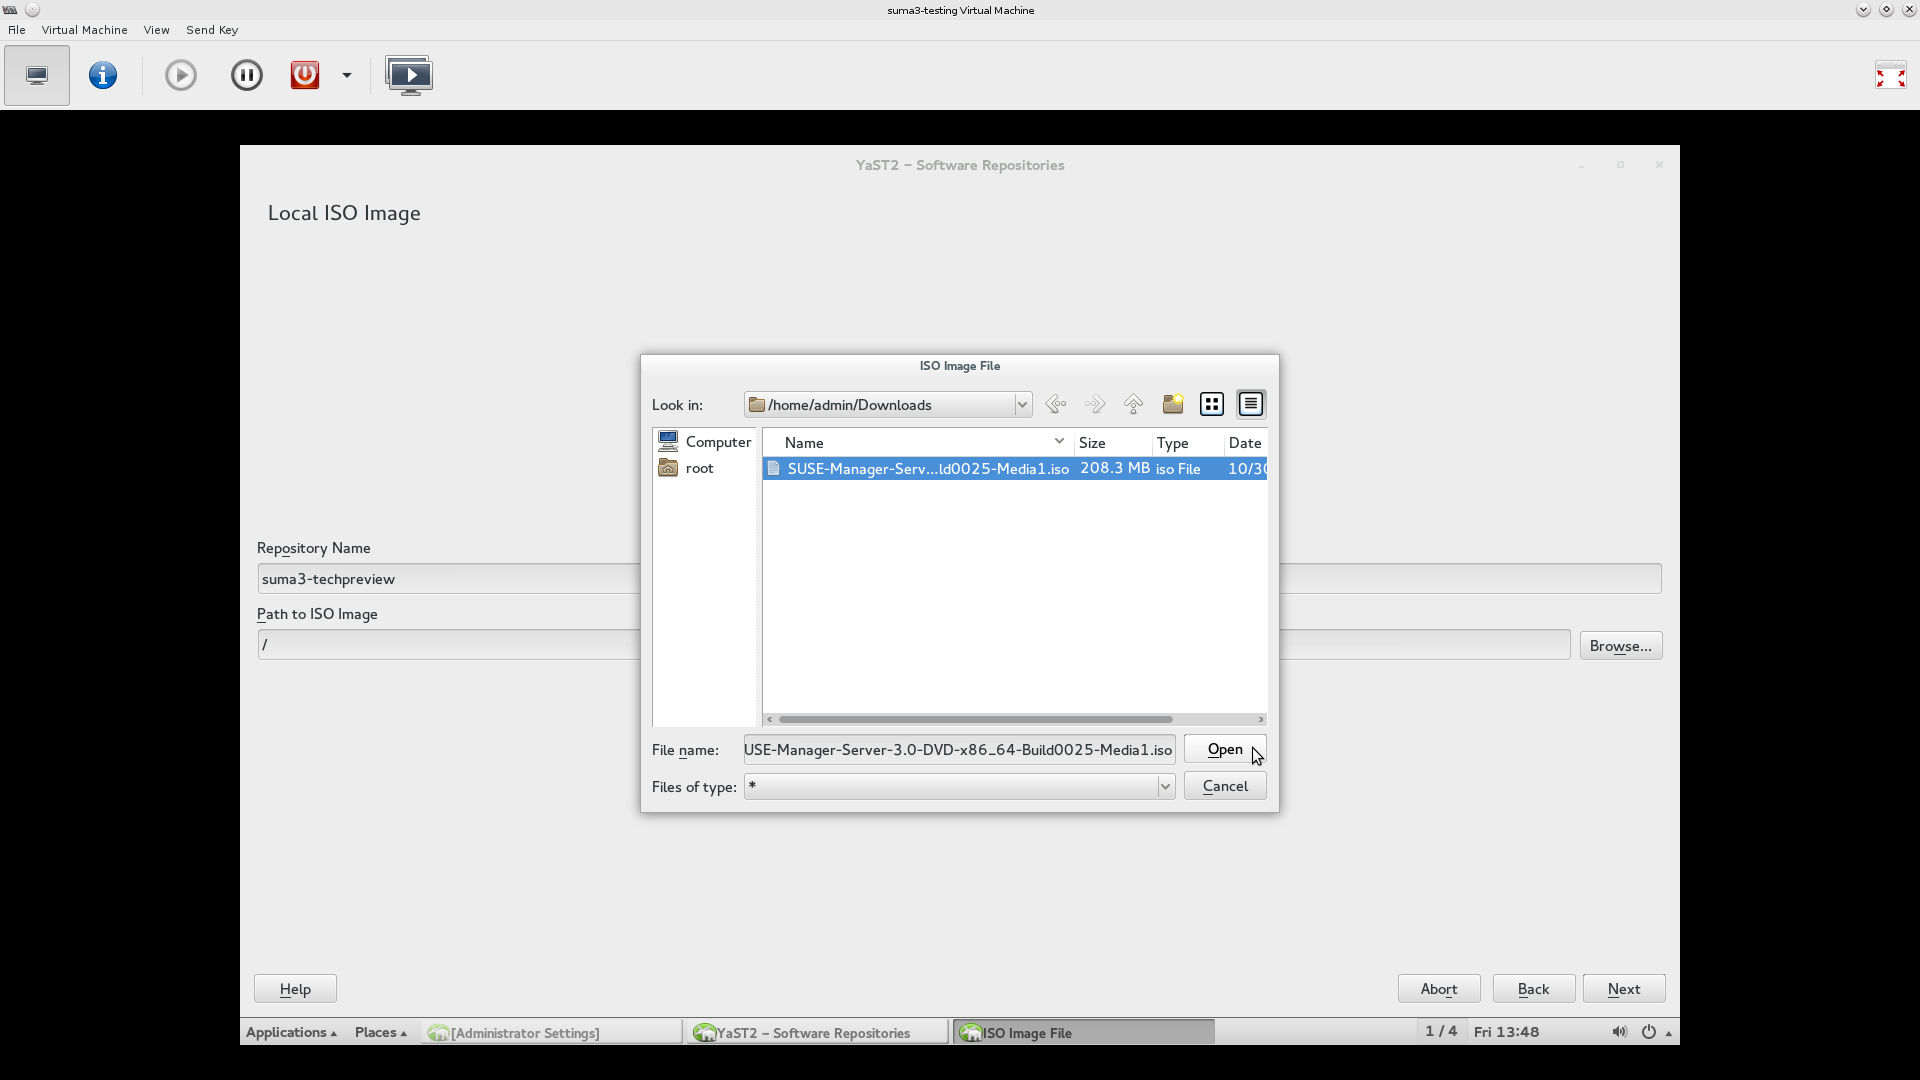 suma3-testing Virtual Machine
File Virtual Machine View Send Key
YaST2 – Software Repositories
Local ISO Image
ISO Image File
Look in: /home/admin/Downloads
Computer
root
Name Size Type Date
SUSE-Manager-Serv...ld0025-Media1.iso 208.3 MB iso File 10/30
Repository Name
suma3-techpreview
Path to ISO Image
/
Browse...
File name: USE-Manager-Server-3.0-DVD-x86_64-Build0025-Media1.iso Open
Files of type: * Cancel
Help Abort Back Next
Applications Places [Administrator Settings] YaST2 – Software Repositories ISO Image File 1 / 4 Fri 13:48